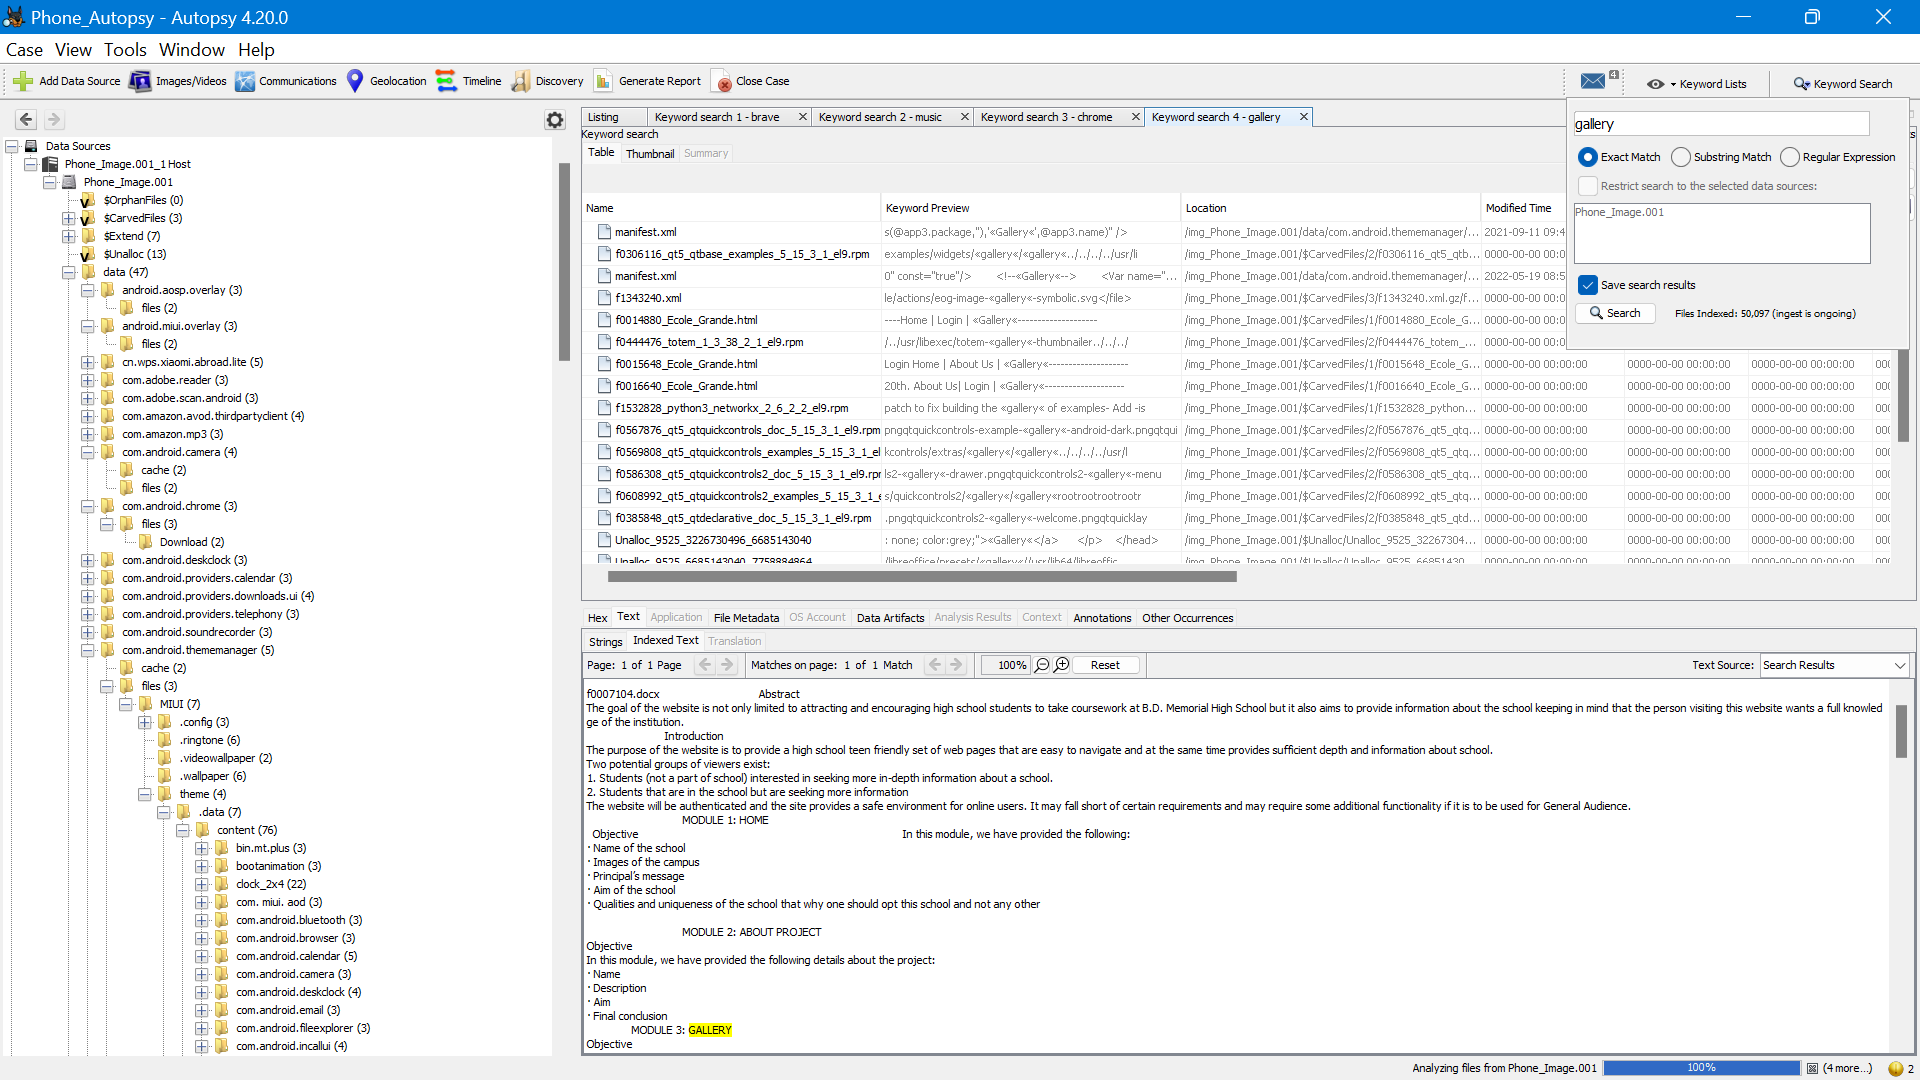 Phone_Autopsy - Autopsy 4.20.0
Case View Tools Window Help
Add Data Source Images/Videos Communications Geolocation Timeline Discovery Generate Report Close Case 4 Keyword Lists Keyword Search
Data Sources
Phone_Image.001_1 Host
Phone_Image.001
$OrphanFiles (0)
$CarvedFiles (3)
$Extend (7)
$Unalloc (13)
data (47)
android.aosp.overlay (3)
files (2)
android.miui.overlay (3)
files (2)
cn.wps.xiaomi.abroad.lite (5)
com.adobe.reader (3)
com.adobe.scan.android (3)
com.amazon.avod.thirdpartyclient (4)
com.amazon.mp3 (3)
com.android.camera (4)
cache (2)
files (2)
com.android.chrome (3)
files (3)
Download (2)
com.android.deskclock (3)
com.android.providers.calendar (3)
com.android.providers.downloads.ui (4)
com.android.providers.telephony (3)
com.android.soundrecorder (3)
com.android.thememanager (5)
cache (2)
files (3)
MIUI (7)
.config (3)
.ringtone (6)
.videowallpaper (2)
.wallpaper (6)
theme (4)
.data (7)
content (76)
bin.mt.plus (3)
bootanimation (3)
clock_2x4 (22)
com. miui. aod (3)
com.android.bluetooth (3)
com.android.browser (3)
com.android.calendar (5)
com.android.camera (3)
com.android.deskclock (4)
com.android.email (3)
com.android.fileexplorer (3)
com.android.incallui (4)
Listing Keyword search 1 - brave Keyword search 2 - music Keyword search 3 - chrome Keyword search 4 - gallery
Keyword search
Table Thumbnail Summary
Name Keyword Preview Location Modified Time
manifest.xml s(@app3.package,''),'«Gallery«',@app3.name)" /> /img_Phone_Image.001/data/com.android.thememanager/... 2021-09-11 09:4
f0306116_qt5_qtbase_examples_5_15_3_1_el9.rpm examples/widgets/«gallery«/«gallery«../../../../usr/li /img_Phone_Image.001/$CarvedFiles/2/f0306116_qt5_qtb... 0000-00-00 00:0
manifest.xml 0" const="true"/> <!--«Gallery«--> <Var name="... /img_Phone_Image.001/data/com.android.thememanager/... 2022-05-19 08:5
f1343240.xml le/actions/eog-image-«gallery«-symbolic.svg</file> /img_Phone_Image.001/$CarvedFiles/3/f1343240.xml.gz/f... 0000-00-00 00:0
f0014880_Ecole_Grande.html ----Home | Login | «Gallery«-------------------- /img_Phone_Image.001/$CarvedFiles/1/f0014880_Ecole_G... 0000-00-00 00:0
f0444476_totem_1_3_38_2_1_el9.rpm /../usr/libexec/totem-«gallery«-thumbnailer../../../ /img_Phone_Image.001/$CarvedFiles/2/f0444476_totem_... 0000-00-00 00:0
f0015648_Ecole_Grande.html Login Home | About Us | «Gallery«-------------------- /img_Phone_Image.001/$CarvedFiles/1/f0015648_Ecole_G... 0000-00-00 00:00:00 0000-00-00 00:00:00 0000-00-00 00:00:00 00(
f0016640_Ecole_Grande.html 20th. About Us| Login | «Gallery«-------------------- /img_Phone_Image.001/$CarvedFiles/1/f0016640_Ecole_G... 0000-00-00 00:00:00 0000-00-00 00:00:00 0000-00-00 00:00:00 00(
f1532828_python3_networkx_2_6_2_2_el9.rpm patch to fix building the «gallery« of examples- Add -is /img_Phone_Image.001/$CarvedFiles/1/f1532828_python... 0000-00-00 00:00:00 0000-00-00 00:00:00 0000-00-00 00:00:00 00(
f0567876_qt5_qtquickcontrols_doc_5_15_3_1_el9.rpm pngqtquickcontrols-example-«gallery«-android-dark.pngqtqui /img_Phone_Image.001/$CarvedFiles/2/f0567876_qt5_qtq... 0000-00-00 00:00:00 0000-00-00 00:00:00 0000-00-00 00:00:00 00(
f0569808_qt5_qtquickcontrols_examples_5_15_3_1_el kcontrols/extras/«gallery«/«gallery«../../../../usr/l /img_Phone_Image.001/$CarvedFiles/2/f0569808_qt5_qtq... 0000-00-00 00:00:00 0000-00-00 00:00:00 0000-00-00 00:00:00 00(
f0586308_qt5_qtquickcontrols2_doc_5_15_3_1_el9.rpm ls2-«gallery«-drawer.pngqtquickcontrols2-«gallery«-menu /img_Phone_Image.001/$CarvedFiles/2/f0586308_qt5_qtq... 0000-00-00 00:00:00 0000-00-00 00:00:00 0000-00-00 00:00:00 00(
f0608992_qt5_qtquickcontrols2_examples_5_15_3_1_e s/quickcontrols2/«gallery«/«gallery«rootrootrootrootr /img_Phone_Image.001/$CarvedFiles/2/f0608992_qt5_qtq... 0000-00-00 00:00:00 0000-00-00 00:00:00 0000-00-00 00:00:00 00(
f0385848_qt5_qtdeclarative_doc_5_15_3_1_el9.rpm .pngqtquickcontrols2-«gallery«-welcome.pngqtquicklay /img_Phone_Image.001/$CarvedFiles/2/f0385848_qt5_qtd... 0000-00-00 00:00:00 0000-00-00 00:00:00 0000-00-00 00:00:00 00(
Unalloc_9525_3226730496_6685143040 : none; color:grey;">«Gallery«</a> </p> </head> /img_Phone_Image.001/$Unalloc/Unalloc_9525_32267304... 0000-00-00 00:00:00 0000-00-00 00:00:00 0000-00-00 00:00:00 00(
Unalloc_9525_6685143040_7758884864 /libreoffice/presets/«gallery«//usr/lib64/libreoffic /img_Phone_Image.001/$Unalloc/Unalloc_9525_66851430... 0000-00-00 00:00:00 0000-00-00 00:00:00 0000-00-00 00:00:00
gallery
Exact Match Substring Match Regular Expression
Restrict search to the selected data sources:
Phone_Image.001
Save search results
Search Files Indexed: 50,097 (ingest is ongoing)
Hex Text Application File Metadata OS Account Data Artifacts Analysis Results Context Annotations Other Occurrences
Strings Indexed Text Translation
Page: 1 of 1 Page Matches on page: 1 of 1 Match 100% Reset Text Source: Search Results
f0007104.docx Abstract
The goal of the website is not only limited to attracting and encouraging high school students to take coursework at B.D. Memorial High School but it also aims to provide information about the school keeping in mind that the person visiting this website wants a full knowled
ge of the institution.
Introduction
The purpose of the website is to provide a high school teen friendly set of web pages that are easy to navigate and at the same time provides sufficient depth and information about school.
Two potential groups of viewers exist:
1. Students (not a part of school) interested in seeking more in-depth information about a school.
2. Students that are in the school but are seeking more information
The website will be authenticated and the site provides a safe environment for online users. It may fall short of certain requirements and may require some additional functionality if it is to be used for General Audience.
MODULE 1: HOME
Objective In this module, we have provided the following:
· Name of the school
· Images of the campus
· Principal's message
· Aim of the school
· Qualities and uniqueness of the school that why one should opt this school and not any other
MODULE 2: ABOUT PROJECT
Objective
In this module, we have provided the following details about the project:
· Name
· Description
· Aim
· Final conclusion
MODULE 3: GALLERY
Objective
Analyzing files from Phone_Image.001 100% (4 more...) 2